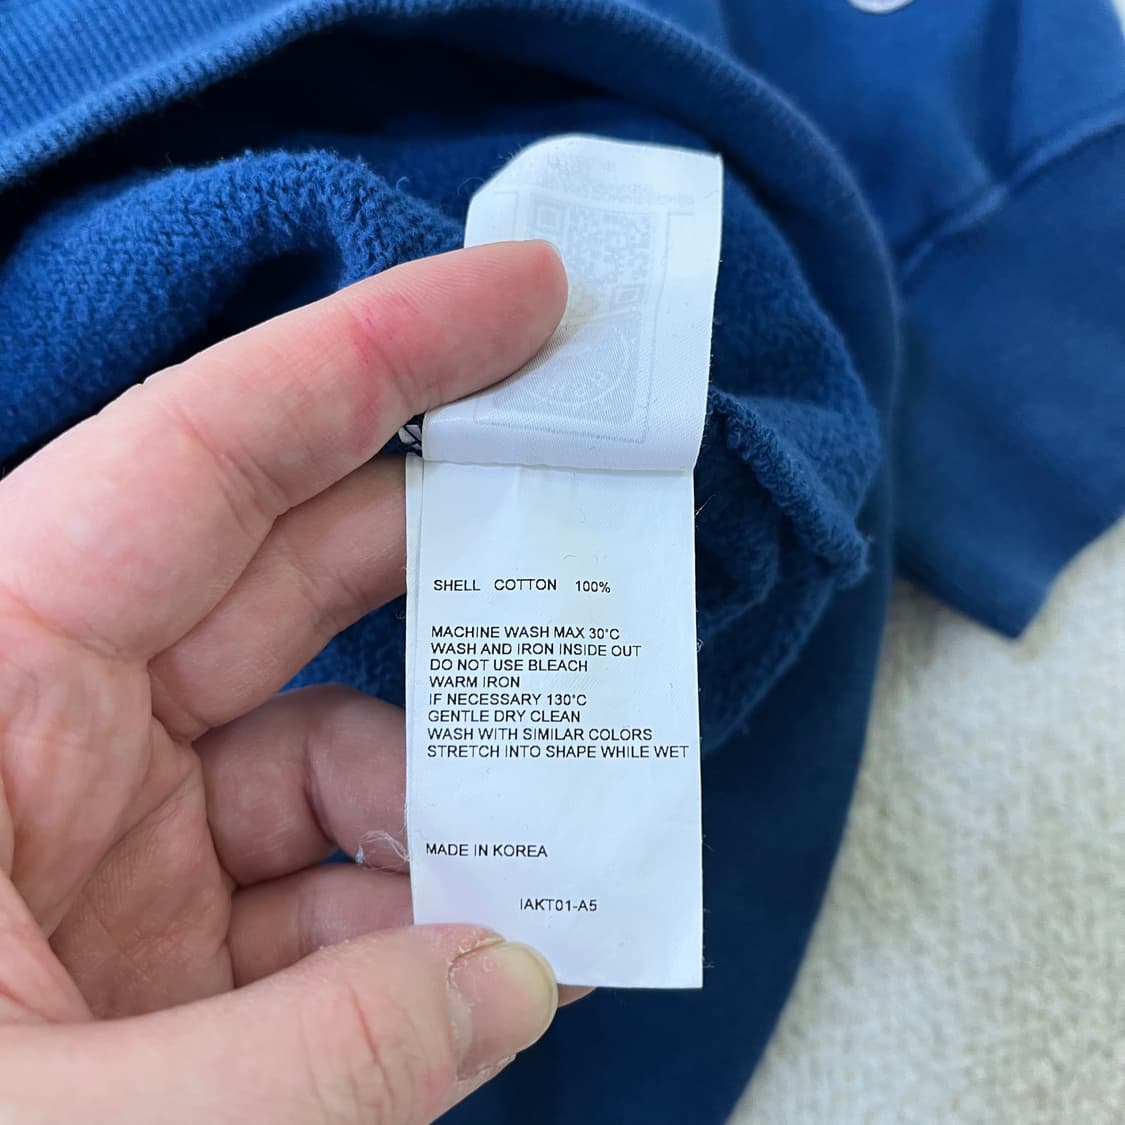 SHELL COTTON 100%
MACHINE WASH MAX 30°C
WASH AND IRON INSIDE OUT
DO NOT USE BLEACH
WARM IRON
IF NECESSARY 130°C
GENTLE DRY CLEAN
WASH WITH SIMILAR COLORS
STRETCH INTO SHAPE WHILE WET
MADE IN KOREA
IAKT01-A5